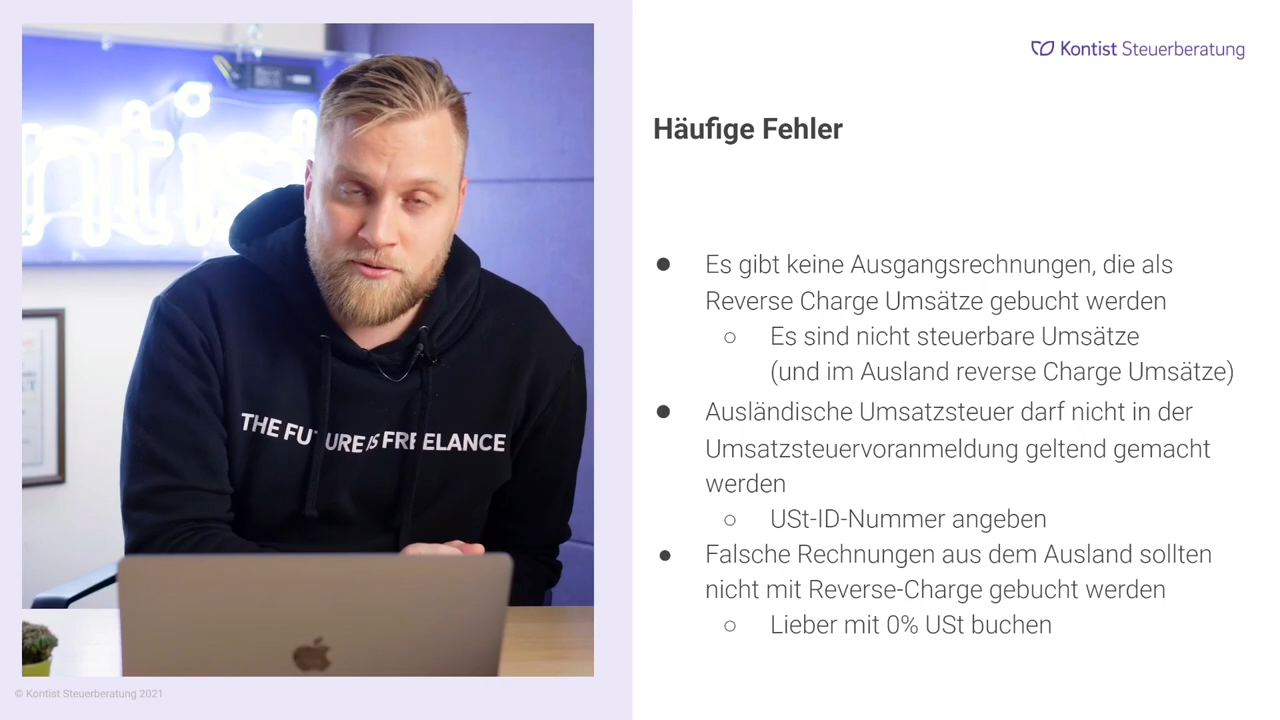 Kontist Steuerberatung
Häufige Fehler
● Es gibt keine Ausgangsrechnungen, die als
Reverse Charge Umsätze gebucht werden
○ Es sind nicht steuerbare Umsätze
(und im Ausland reverse Charge Umsätze)
● Ausländische Umsatzsteuer darf nicht in der
Umsatzsteuervoranmeldung geltend gemacht
werden
○ USt-ID-Nummer angeben
● Falsche Rechnungen aus dem Ausland sollten
nicht mit Reverse-Charge gebucht werden
○ Lieber mit 0% USt buchen
ntist
THE FUTURE IS FREELANCE
© Kontist Steuerberatung 2021